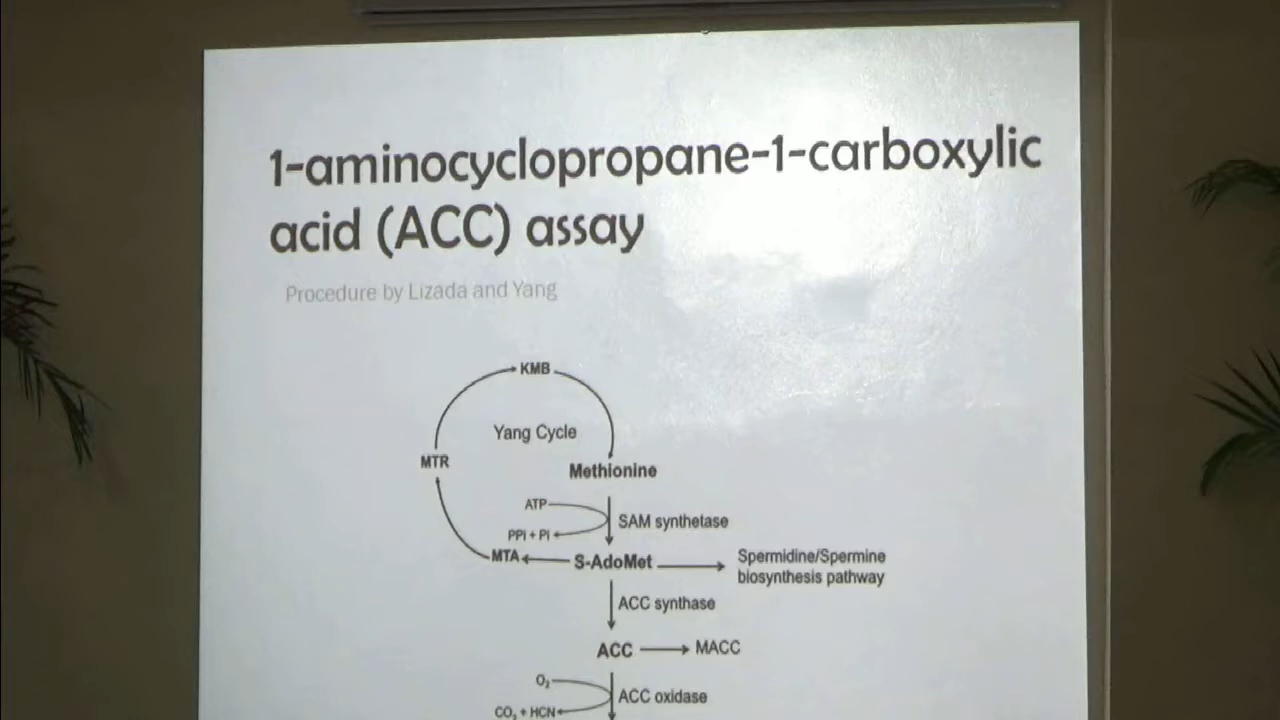 1-aminocyclopropane-1-carboxylic
acid (ACC) assay
Procedure by Lizada and Yang
KMB
Yang Cycle
MTR
Methionine
ATP
SAM synthetase
PPi + Pi
MTA
S-AdoMet
Spermidine/Spermine
biosynthesis pathway
ACC synthase
ACC
MACC
O₂
ACC oxidase
CO₂ + HCN